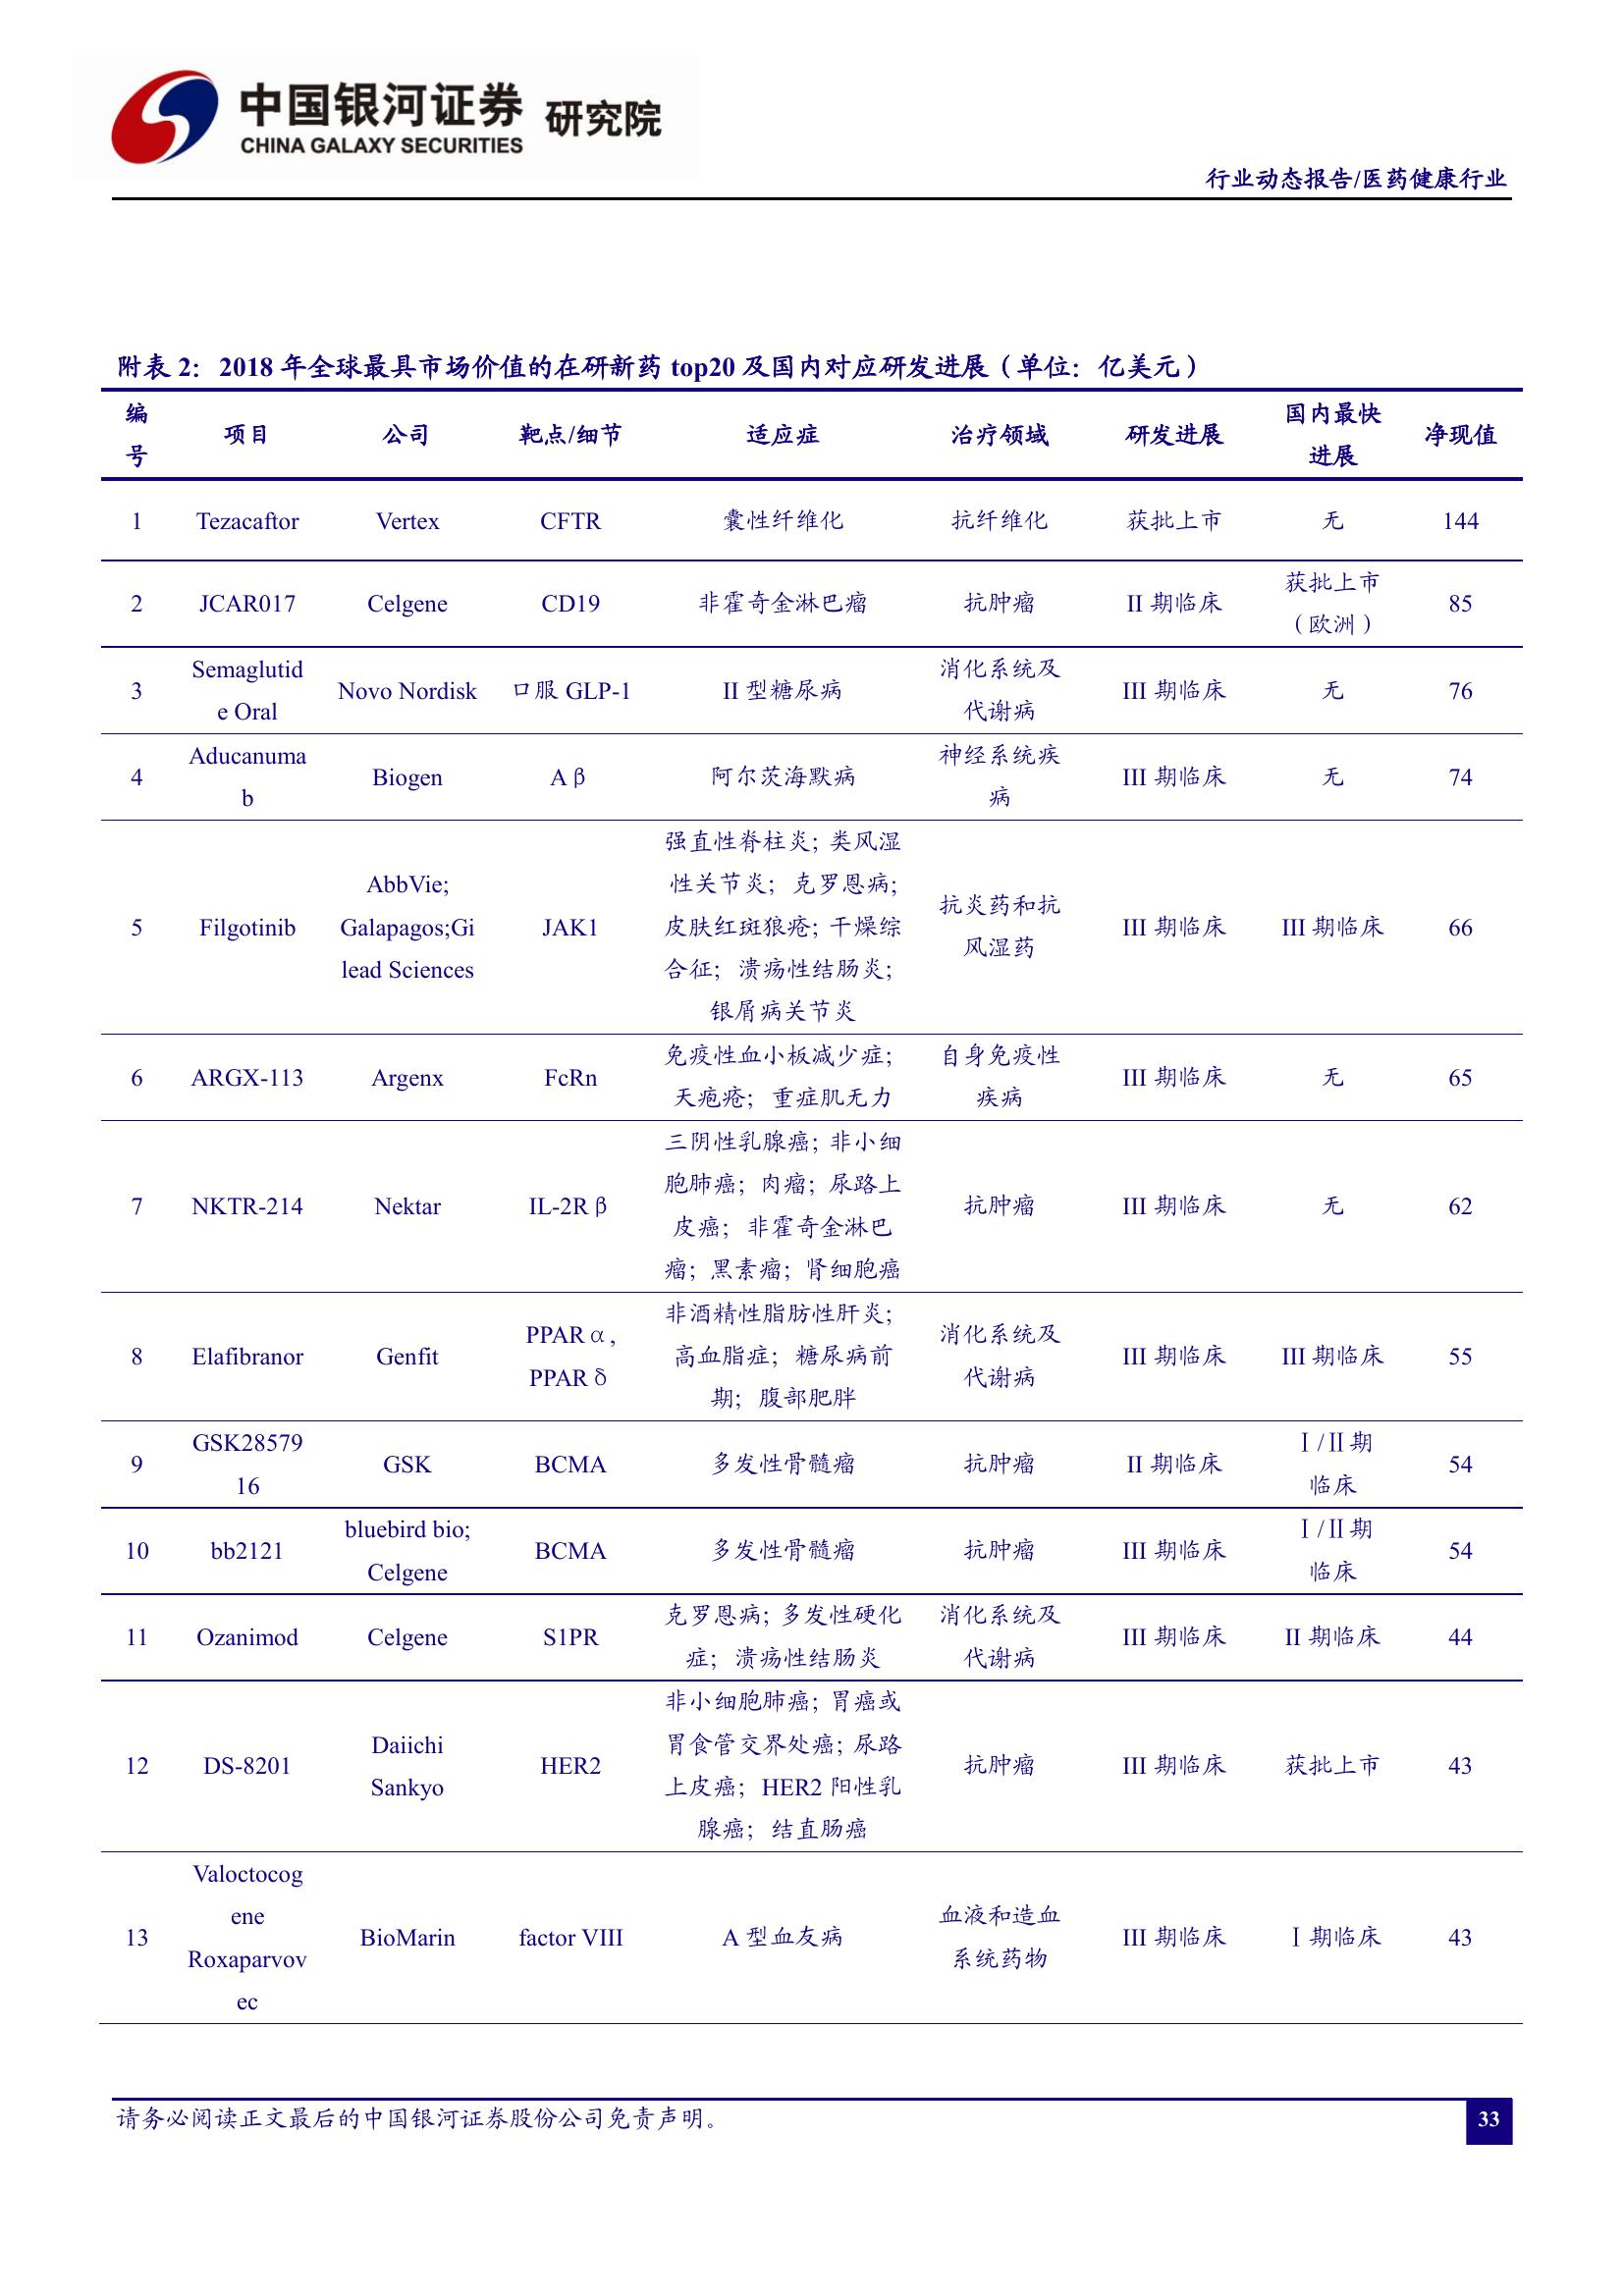 中国银河证券 研究院
CHINA GALAXY SECURITIES
行业动态报告/医药健康行业
附表 2：2018 年全球最具市场价值的在研新药 top20 及国内对应研发进展（单位：亿美元）
编号 项目 公司 靶点/细节 适应症 治疗领域 研发进展 国内最快进展 净现值
1 Tezacaftor Vertex CFTR 囊性纤维化 抗纤维化 获批上市 无 144
2 JCAR017 Celgene CD19 非霍奇金淋巴瘤 抗肿瘤 II 期临床 获批上市（欧洲） 85
3 Semaglutide Oral Novo Nordisk 口服 GLP-1 II 型糖尿病 消化系统及代谢病 III 期临床 无 76
4 Aducanumab Biogen Aβ 阿尔茨海默病 神经系统疾病 III 期临床 无 74
5 Filgotinib AbbVie; Galapagos;Gilead Sciences JAK1 强直性脊柱炎；类风湿性关节炎；克罗恩病；皮肤红斑狼疮；干燥综合征；溃疡性结肠炎；银屑病关节炎 抗炎药和抗风湿药 III 期临床 III 期临床 66
6 ARGX-113 Argenx FcRn 免疫性血小板减少症；天疱疮；重症肌无力 自身免疫性疾病 III 期临床 无 65
7 NKTR-214 Nektar IL-2Rβ 三阴性乳腺癌；非小细胞肺癌；肉瘤；尿路上皮癌；非霍奇金淋巴瘤；黑素瘤；肾细胞癌 抗肿瘤 III 期临床 无 62
8 Elafibranor Genfit PPARα, PPARδ 非酒精性脂肪性肝炎；高血脂症；糖尿病前期；腹部肥胖 消化系统及代谢病 III 期临床 III 期临床 55
9 GSK2857916 GSK BCMA 多发性骨髓瘤 抗肿瘤 II 期临床 Ⅰ/Ⅱ期临床 54
10 bb2121 bluebird bio; Celgene BCMA 多发性骨髓瘤 抗肿瘤 III 期临床 Ⅰ/Ⅱ期临床 54
11 Ozanimod Celgene S1PR 克罗恩病；多发性硬化症；溃疡性结肠炎 消化系统及代谢病 III 期临床 II 期临床 44
12 DS-8201 Daiichi Sankyo HER2 非小细胞肺癌；胃癌或胃食管交界处癌；尿路上皮癌；HER2 阳性乳腺癌；结直肠癌 抗肿瘤 III 期临床 获批上市 43
13 Valoctocogene Roxaparvovec BioMarin factor VIII A 型血友病 血液和造血系统药物 III 期临床 Ⅰ期临床 43
请务必阅读正文最后的中国银河证券股份公司免责声明。
33